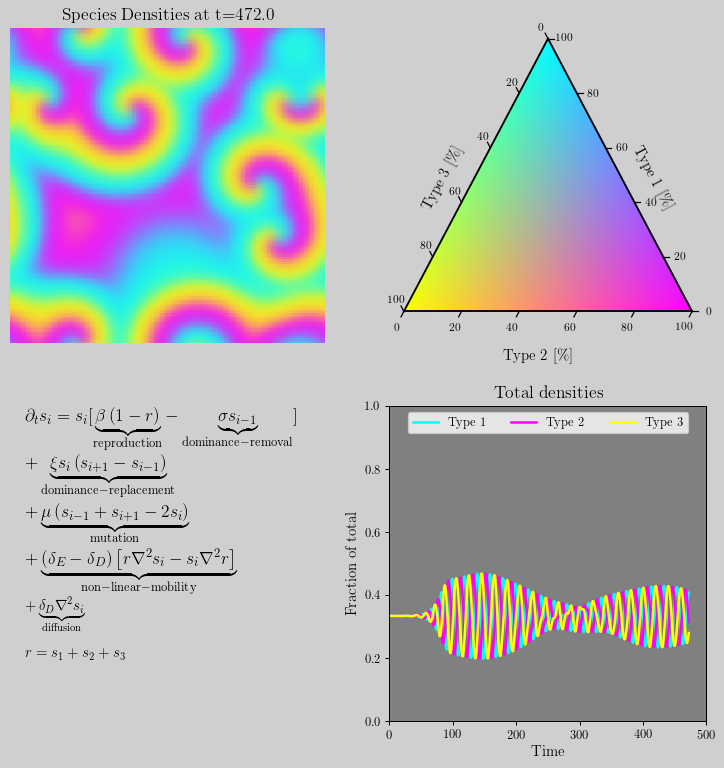 Species Densities at t=472.0
0
100
20
80
40
60
Type 3 [%]
Type 1 [%]
60
40
80
20
100
0
0
20
40
60
80
100
Type 2 [%]
∂ₜsᵢ = sᵢ[ β (1 − r) − σsᵢ₋₁ ]
reproduction dominance−removal
+ ξsᵢ (sᵢ₊₁ − sᵢ₋₁)
dominance−replacement
+ μ (sᵢ₋₁ + sᵢ₊₁ − 2sᵢ)
mutation
+ (δ_E − δ_D) [r∇²sᵢ − sᵢ∇²r]
non−linear−mobility
+ δ_D∇²sᵢ
diffusion
r = s₁ + s₂ + s₃
Total densities
Type 1 Type 2 Type 3
1.0
0.8
0.6
0.4
0.2
0.0
Fraction of total
0 100 200 300 400 500
Time